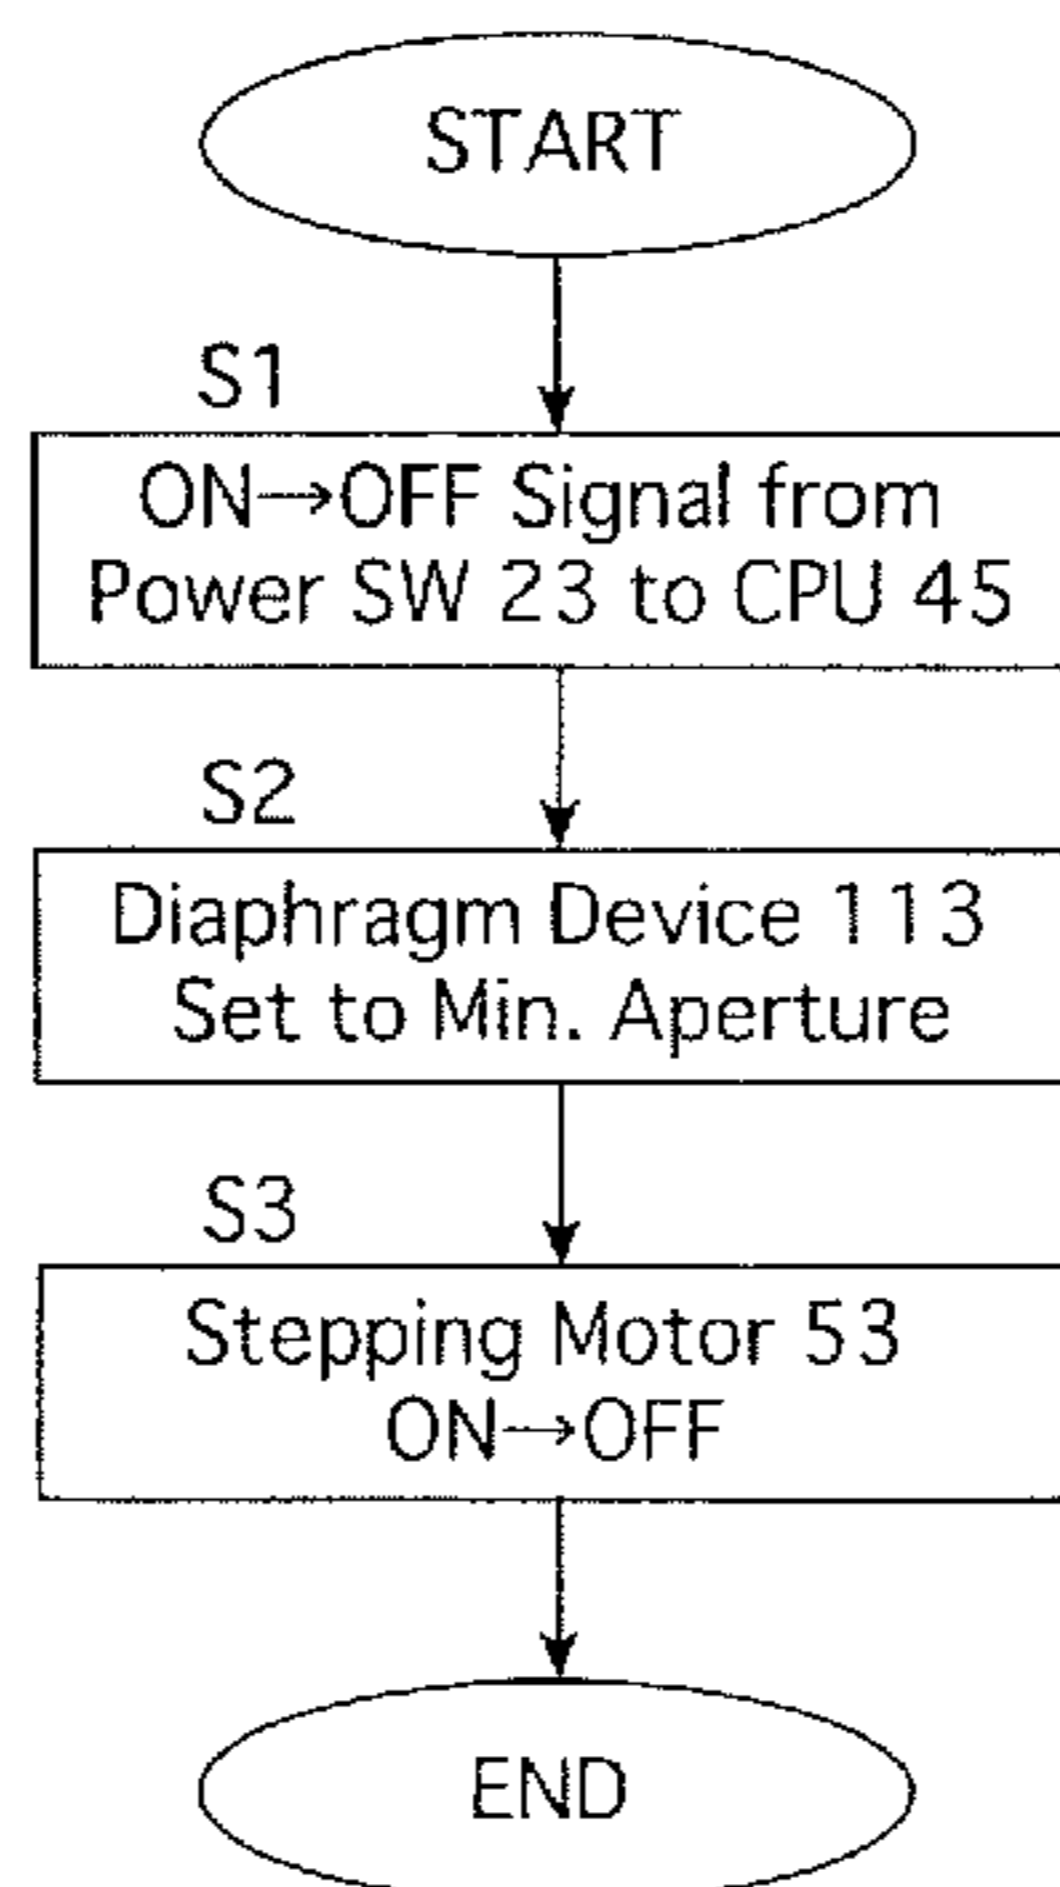 START
S1
ON→OFF Signal from
Power SW 23 to CPU 45
S2
Diaphragm Device 113
Set to Min. Aperture
S3
Stepping Motor 53
ON→OFF
END